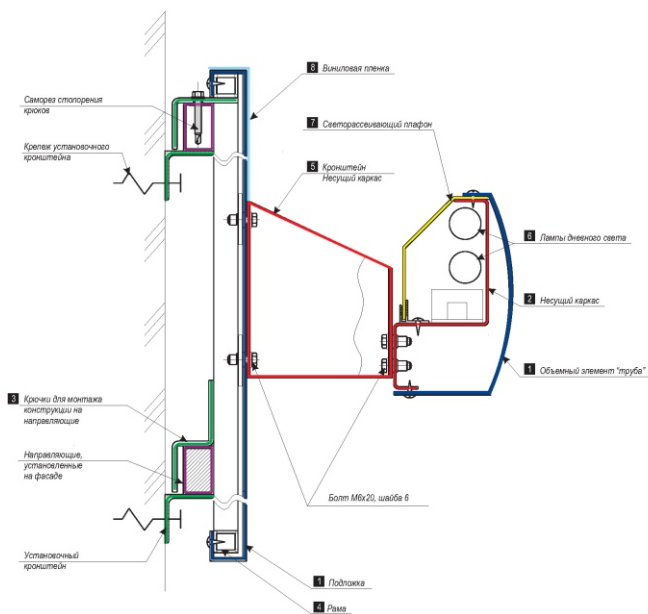 8 Виниловая пленка
Саморез стопорения
крюков
7 Светорассеивающий плафон
Крепеж установочного
кронштейна
5 Кронштейн
Несущий каркас
6 Лампы дневного света
2 Несущий каркас
1 Объемный элемент "труба"
3 Крючки для монтажа
конструкции на
направляющие
Направляющие,
установленные
на фасаде
Болт М6х20, шайба 6
Установочный
кронштейн
1 Подложка
4 Рама